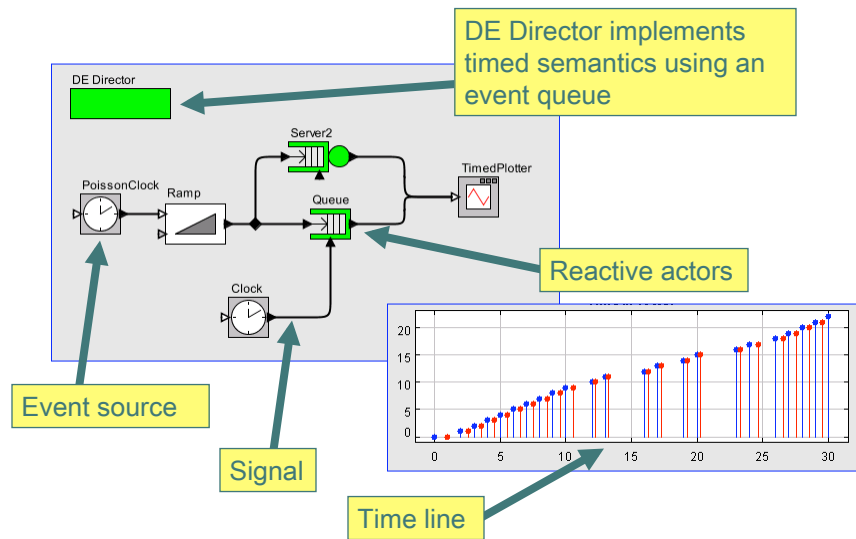 DE Director implements
timed semantics using an
event queue
DE Director
Server2
TimedPlotter
PoissonClock
Ramp
Queue
Reactive actors
Clock
Event source
Signal
Time line
20
15
10
5
0
0 5 10 15 20 25 30